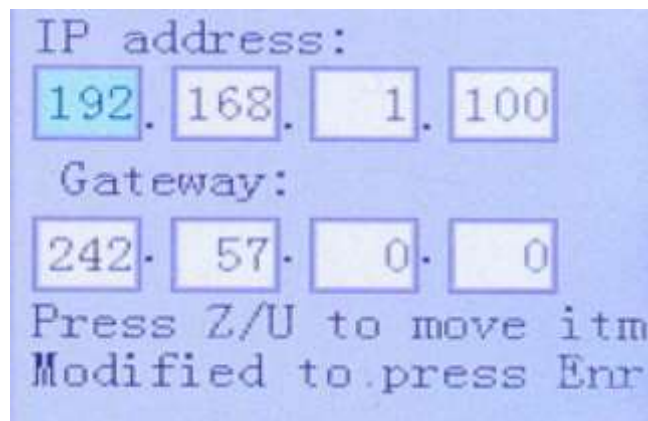 IP address:
192. 168. 1. 100
Gateway:
242. 57. 0. 0
Press Z/U to move itm
Modified to press Enr